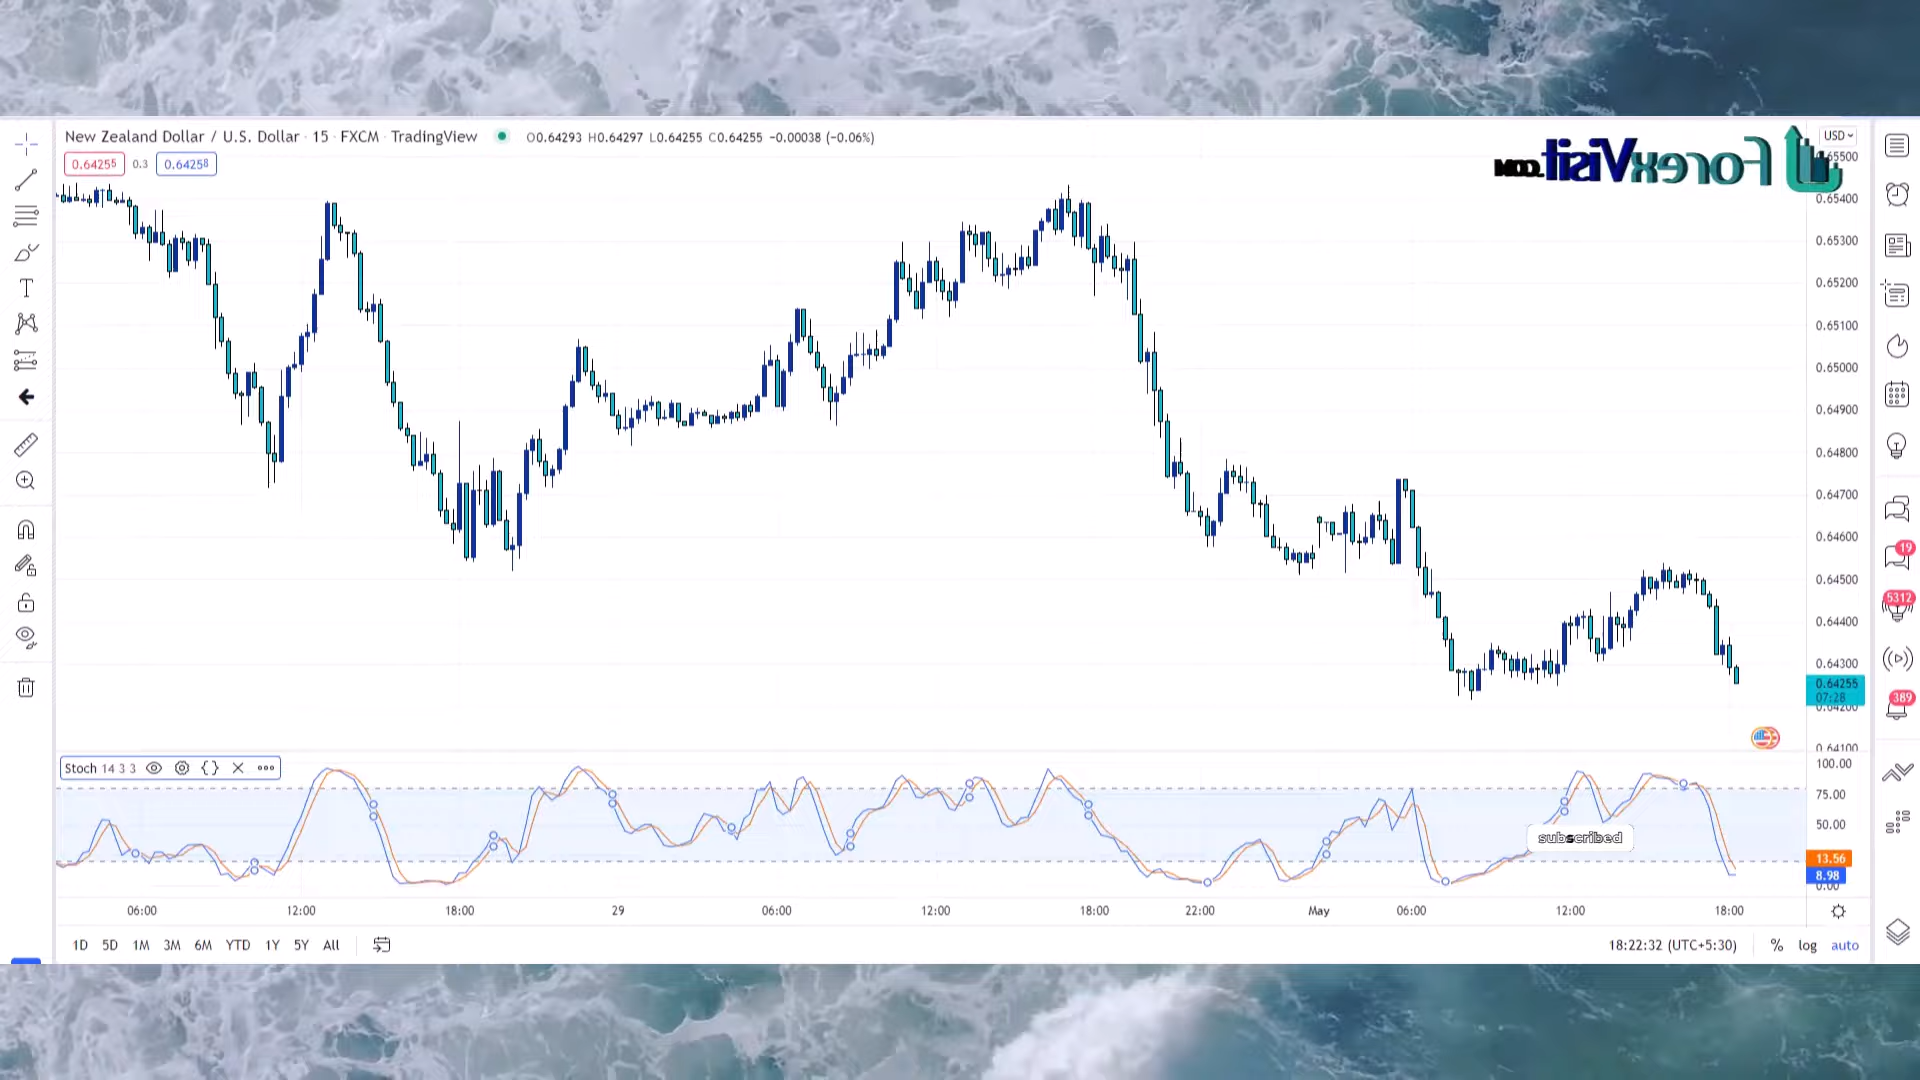 New Zealand Dollar / U.S. Dollar · 15 · FXCM · TradingView O0.64293 H0.64297 L0.64255 C0.64255 −0.00038 (−0.06%)
0.64255 0.3 0.64258
ForexVisit.COM
USD
0.65500
0.65400
0.65300
0.65200
0.65100
0.65000
0.64900
0.64800
0.64700
0.64600
0.64500
0.64400
0.64300
0.64255
07:28
0.64200
0.64100
19
5312
389
Stoch 14 3 3
100.00
75.00
50.00
13.56
8.98
0.00
subscribed
06:00 12:00 18:00 29 06:00 12:00 18:00 22:00 May 06:00 12:00 18:00
1D 5D 1M 3M 6M YTD 1Y 5Y All
18:22:32 (UTC+5:30) % log auto